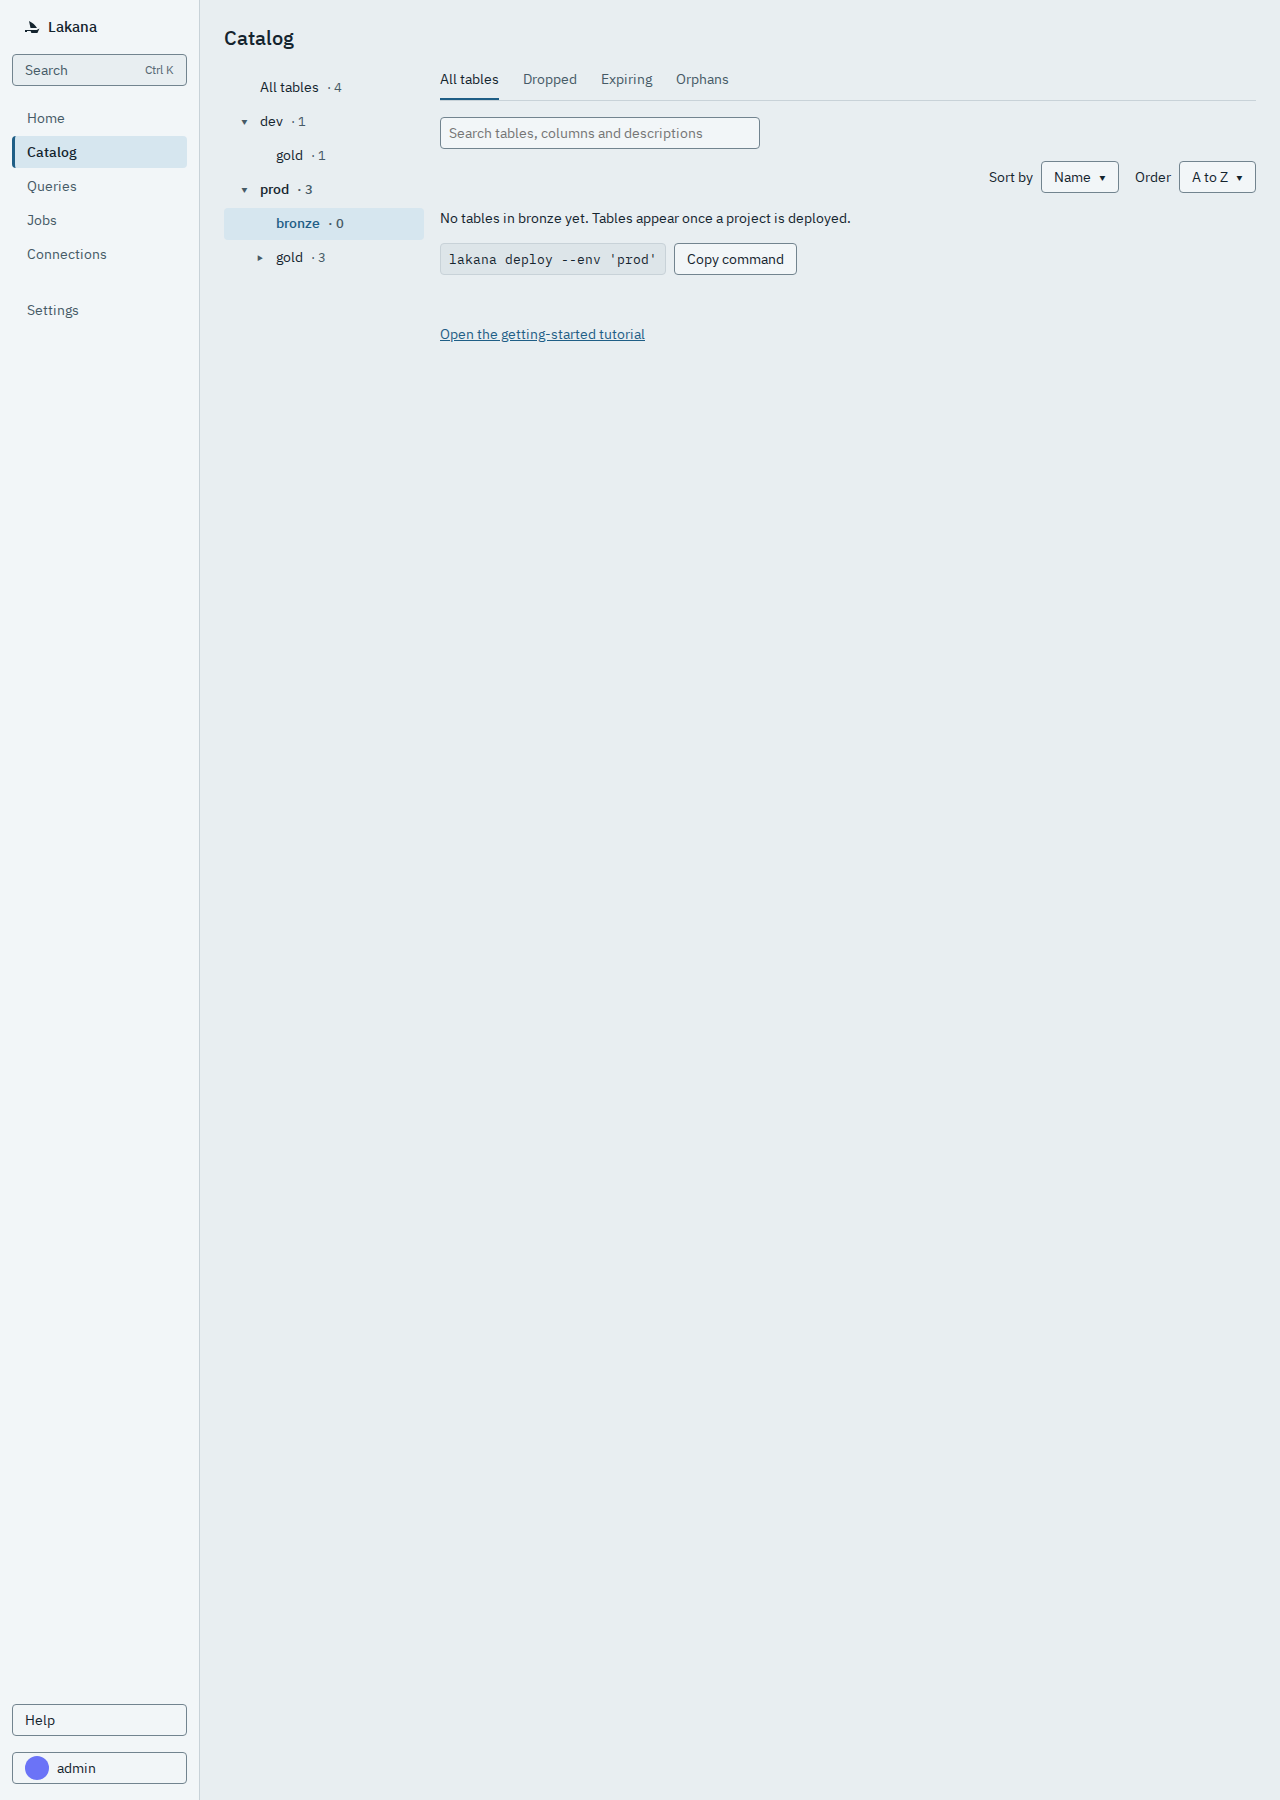 Lakana
Search Ctrl K
Home
Catalog
Queries
Jobs
Connections
Settings
Help
admin
Catalog
All tables · 4
▾ dev · 1
gold · 1
▾ prod · 3
bronze · 0
▸ gold · 3
All tables Dropped Expiring Orphans
Search tables, columns and descriptions
Sort by Name ▾ Order A to Z ▾
No tables in bronze yet. Tables appear once a project is deployed.
lakana deploy --env 'prod' Copy command
Open the getting-started tutorial